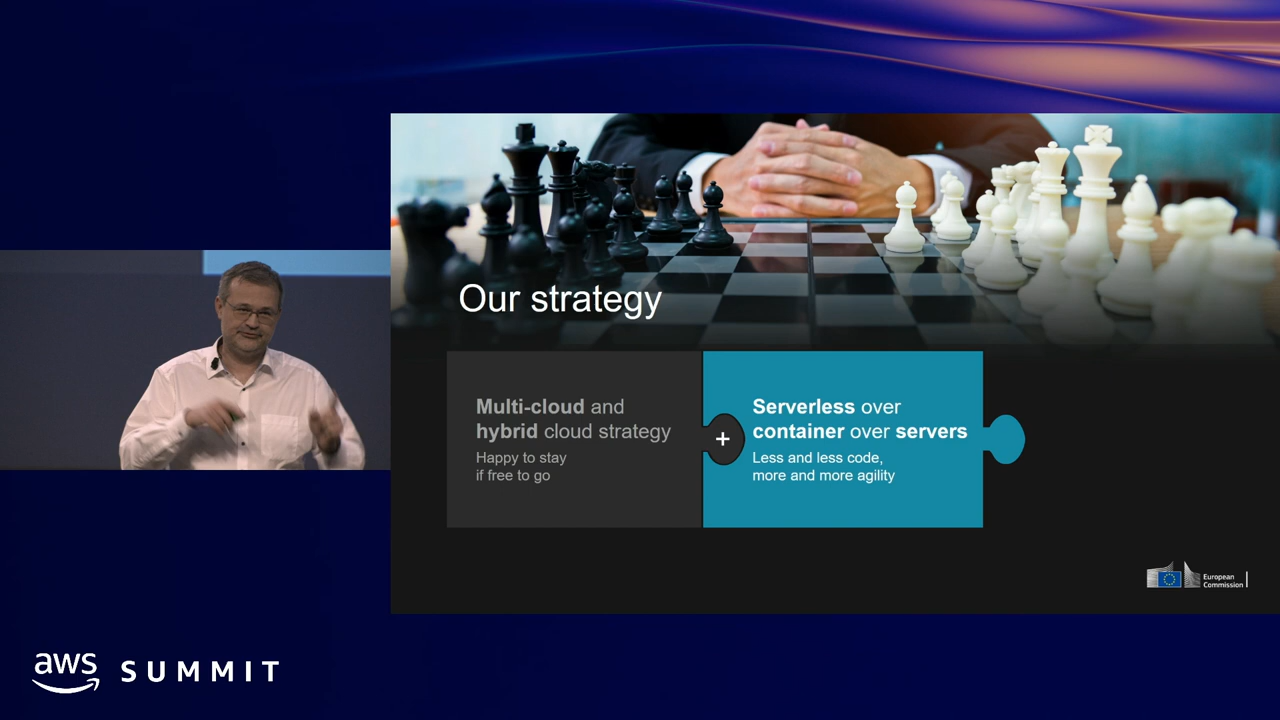 Our strategy
Multi-cloud and
hybrid cloud strategy
Happy to stay
if free to go
+
Serverless over
container over servers
Less and less code,
more and more agility
European
Commission
aws SUMMIT